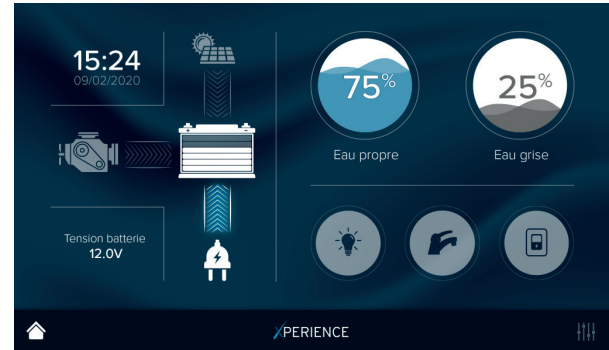 15:24
09/02/2020
Tension batterie
12.0V
75%
Eau propre
25%
Eau grise
XPERIENCE